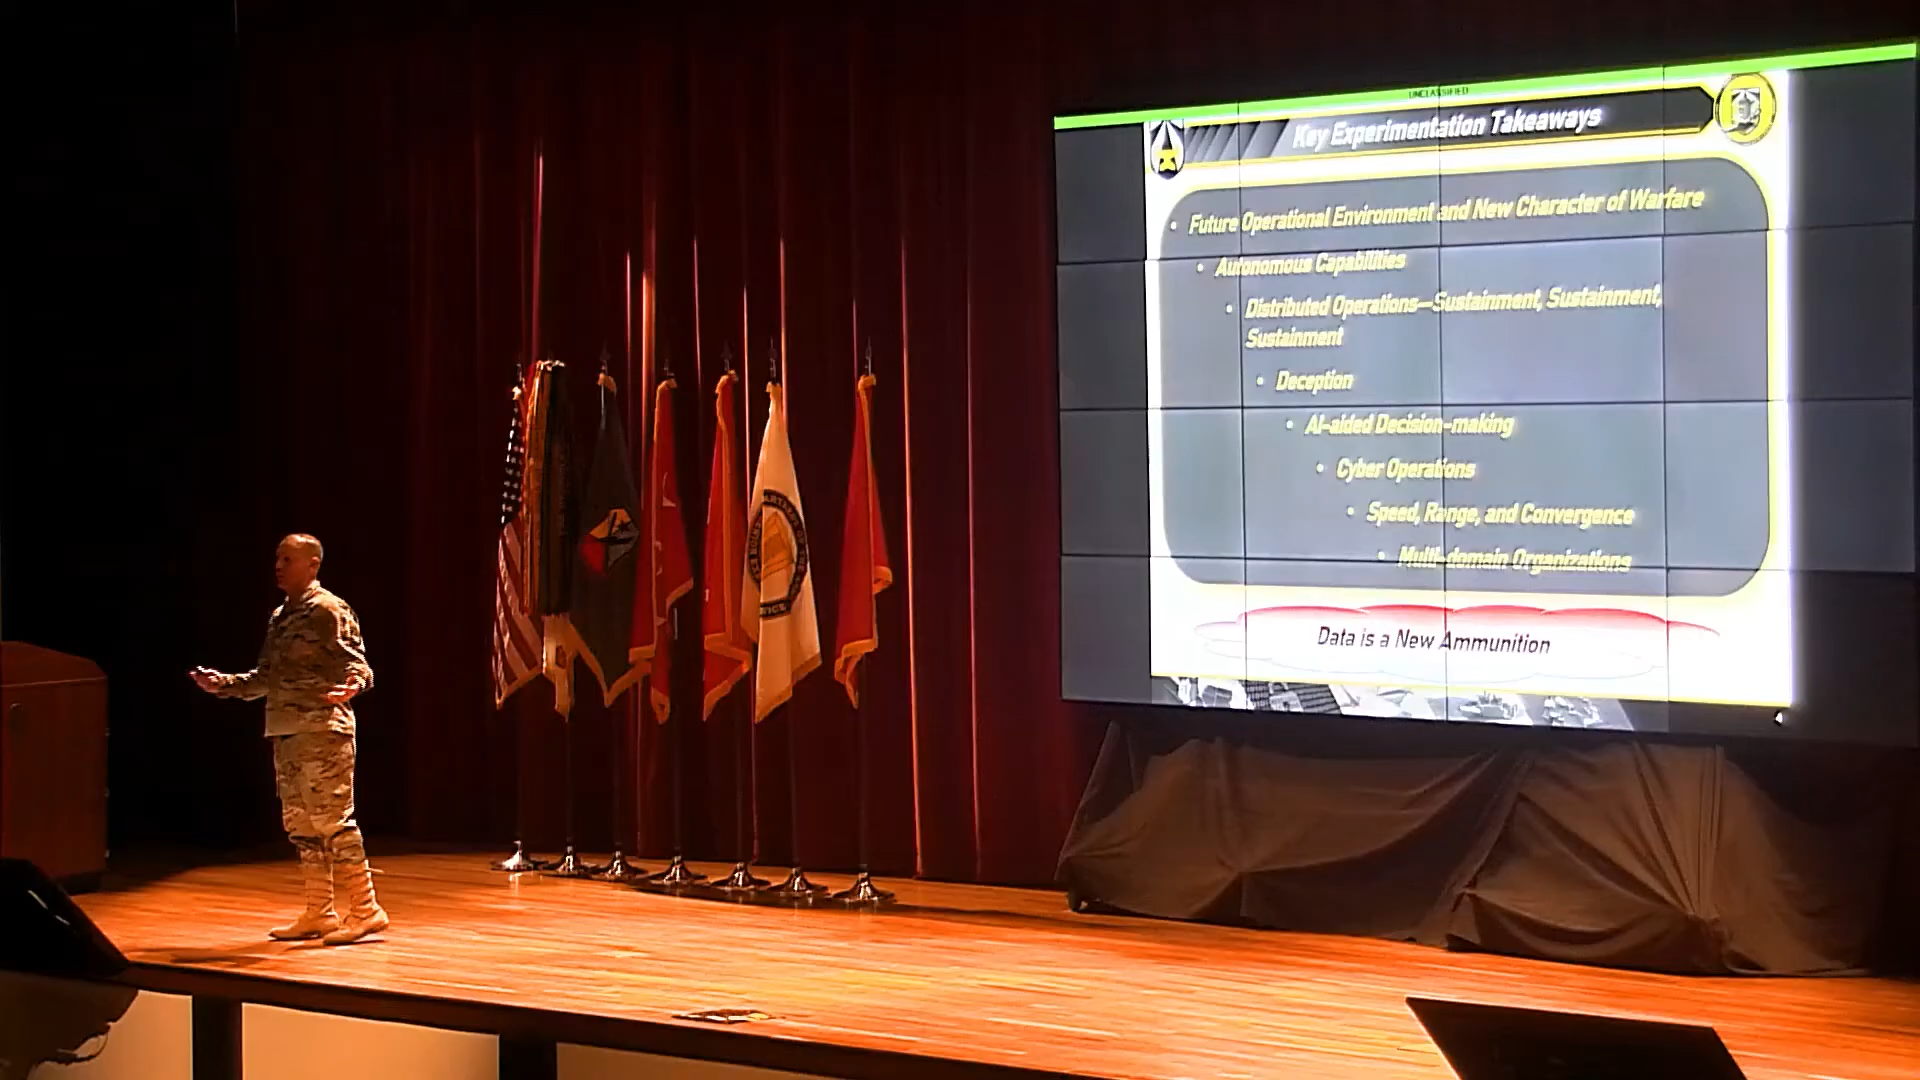 UNCLASSIFIED
Key Experimentation Takeaways
• Future Operational Environment and New Character of Warfare
• Autonomous Capabilities
• Distributed Operations—Sustainment, Sustainment,
Sustainment
• Deception
• AI-aided Decision-making
• Cyber Operations
• Speed, Range, and Convergence
• Multi-domain Organizations
Data is a New Ammunition